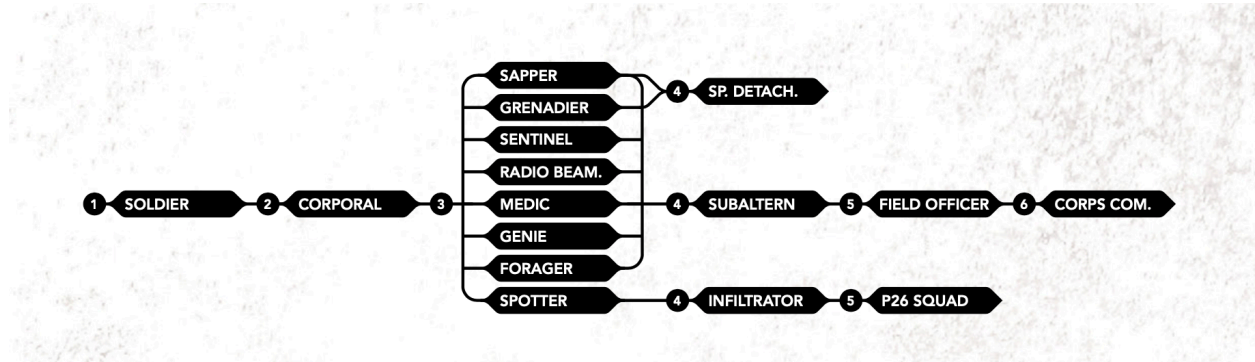 SAPPER
4 SP. DETACH.
GRENADIER
SENTINEL
RADIO BEAM.
1 SOLDIER 2 CORPORAL 3 MEDIC 4 SUBALTERN 5 FIELD OFFICER 6 CORPS COM.
GENIE
FORAGER
SPOTTER 4 INFILTRATOR 5 P26 SQUAD